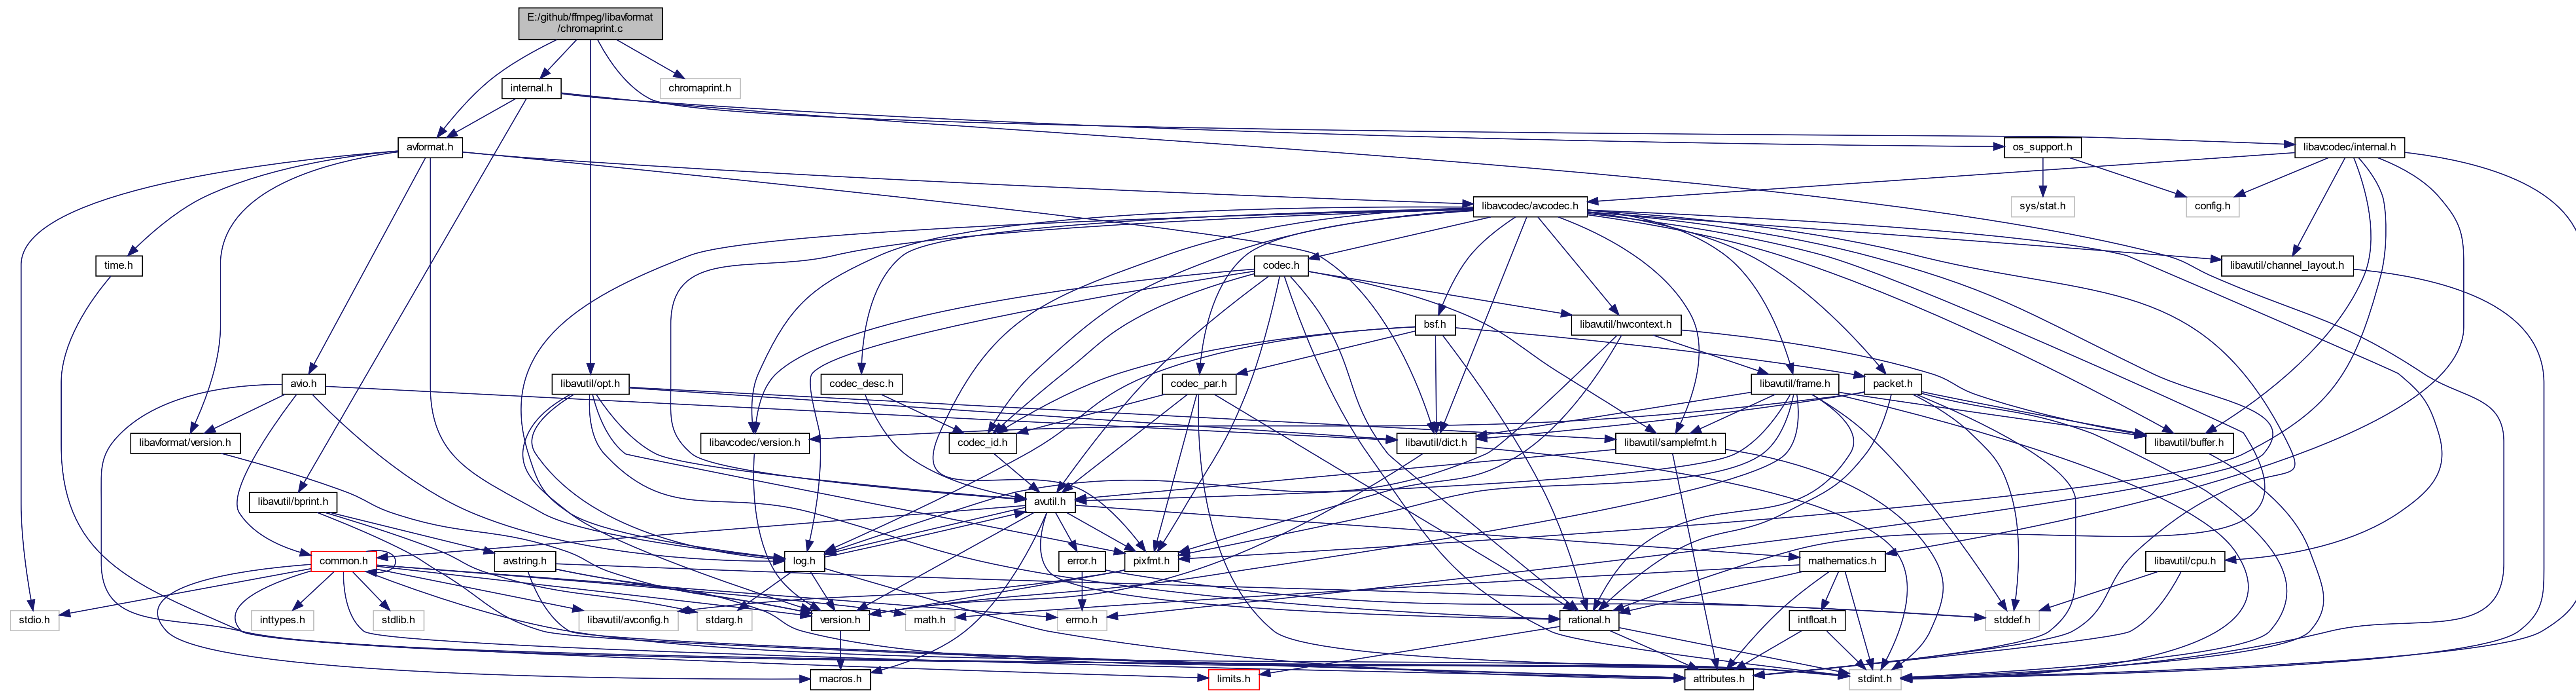 E:/github/ffmpeg/libavformat
/chromaprint.c
internal.h
chromaprint.h
avformat.h
os_support.h
libavcodec/internal.h
libavcodec/avcodec.h
sys/stat.h
config.h
time.h
codec.h
libavutil/channel_layout.h
bsf.h
libavutil/hwcontext.h
avio.h
libavutil/opt.h
codec_desc.h
codec_par.h
libavutil/frame.h
packet.h
libavformat/version.h
libavcodec/version.h
codec_id.h
libavutil/dict.h
libavutil/samplefmt.h
libavutil/buffer.h
libavutil/bprint.h
avutil.h
common.h
avstring.h
log.h
error.h
pixfmt.h
mathematics.h
libavutil/cpu.h
stdio.h
inttypes.h
stdlib.h
libavutil/avconfig.h
stdarg.h
version.h
math.h
errno.h
rational.h
intfloat.h
stddef.h
macros.h
limits.h
attributes.h
stdint.h